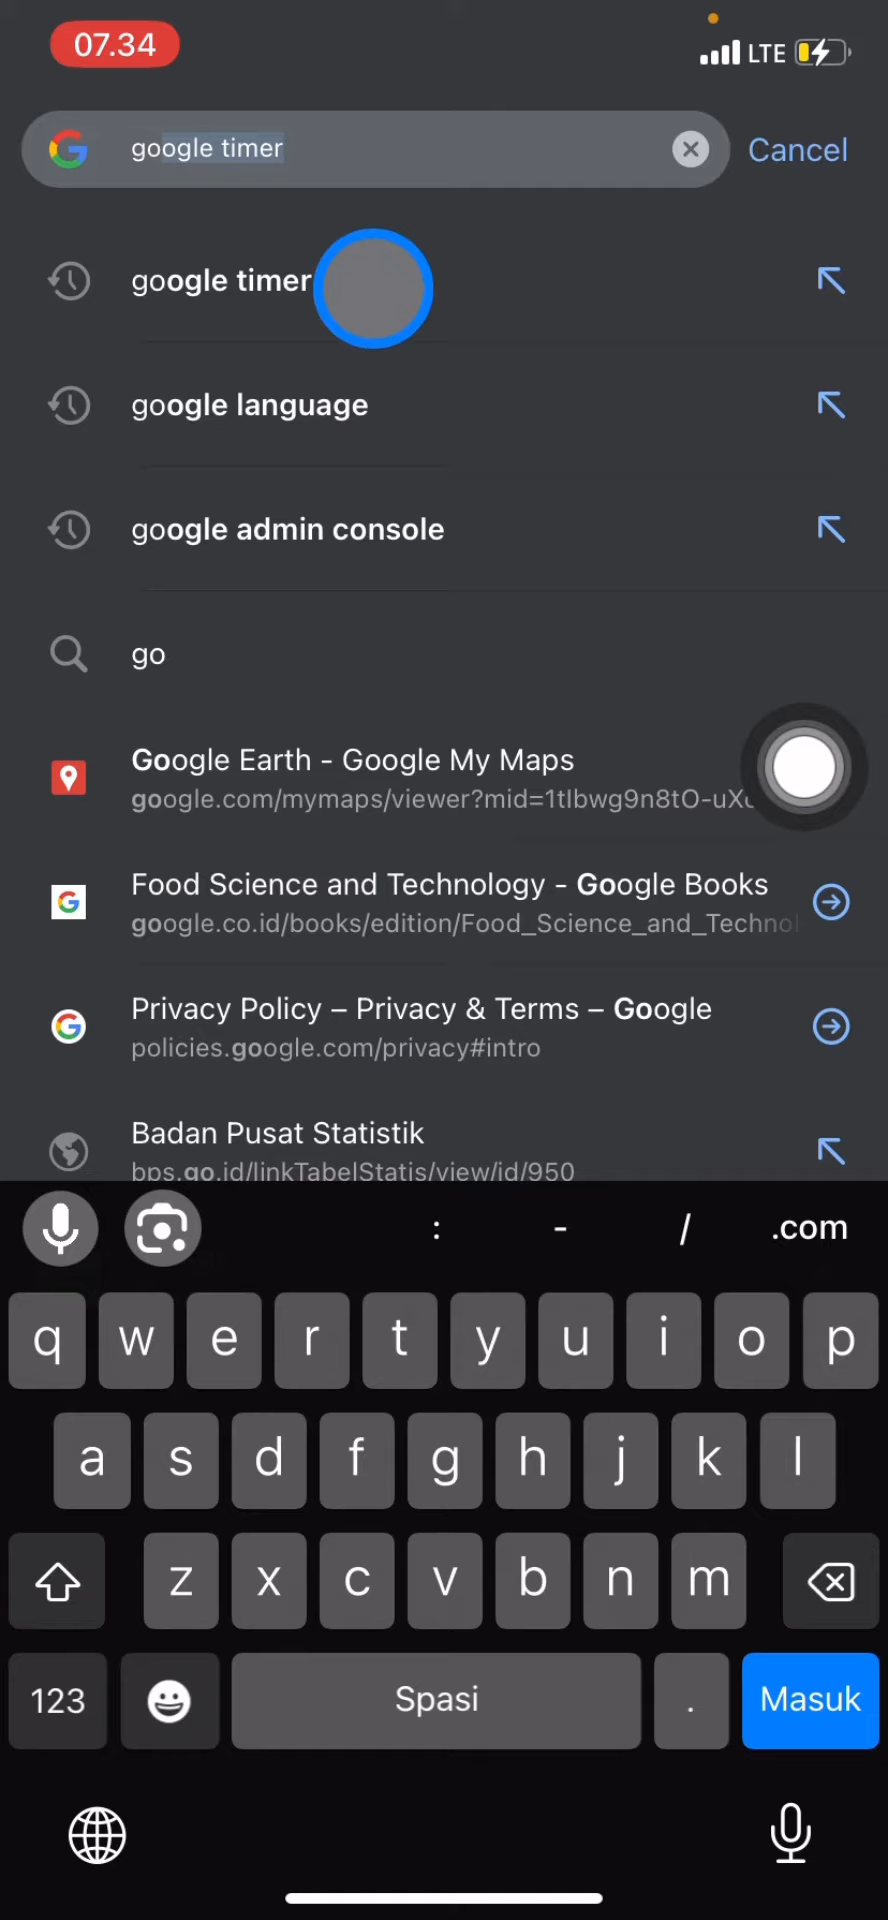 07.34
LTE
google timer
Cancel
google timer
google language
google admin console
go
Google Earth - Google My Maps
google.com/mymaps/viewer?mid=1tIbwg9n8tO-uX
Food Science and Technology - Google Books
google.co.id/books/edition/Food_Science_and_Technol
Privacy Policy – Privacy & Terms – Google
policies.google.com/privacy#intro
Badan Pusat Statistik
bps.go.id/linkTabelStatis/view/id/950
: - / .com
q w e r t y u i o p
a s d f g h j k l
z x c v b n m
123 Spasi . Masuk